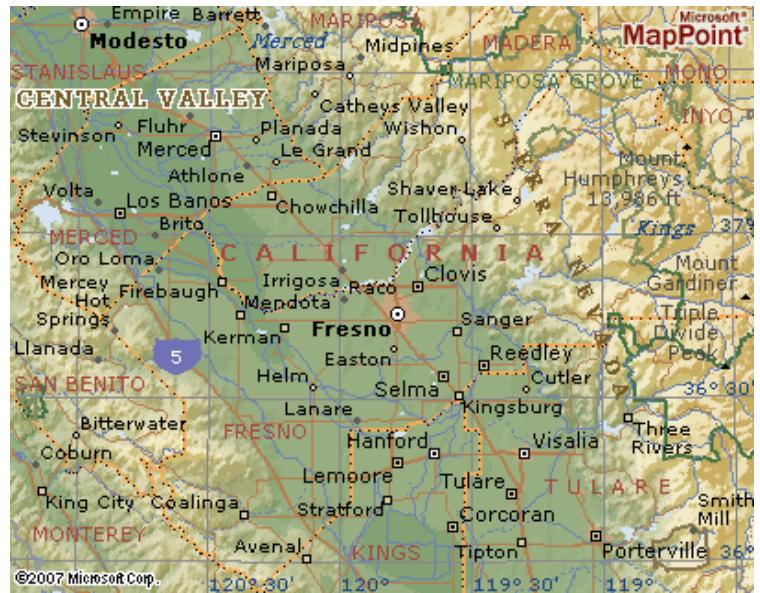 Empire Barrett
MARIPOSA
Microsoft®
MapPoint®
Modesto
Merced
Midpines
MADERA
STANISLAUS
Mariposa
MARIPOSA GROVE
MONO
CENTRAL VALLEY
Catheys Valley
INYO
Stevinson
Fluhr
Planada
Wishon
Merced
Le Grand
SIERRA NEVADA
Mount
Humphreys
13,986 ft
Athlone
Volta
Los Banos
Chowchilla
Shaver Lake
Tollhouse
Kings
37°
MERCED
Brito
CALIFORNIA
Oro Loma
Mercey
Hot
Springs
Firebaugh
Irrigosa
Raco
Clovis
Mount
Gardiner
Mendota
Fresno
Sanger
Triple
Divide
Peak
Kerman
Llanada
5
Easton
Reedley
SAN BENITO
Helm
Selma
Cutler
36° 30'
Lanare
Kingsburg
Bitterwater
FRESNO
Hanford
Visalia
Three
Rivers
Coburn
Lemoore
Tulare
TULARE
King City
Coalinga
Stratford
Corcoran
Smith
Mill
MONTEREY
Avenal
KINGS
Tipton
Porterville
36°
©2007 Microsoft Corp.
120° 30'
120°
119° 30'
119°